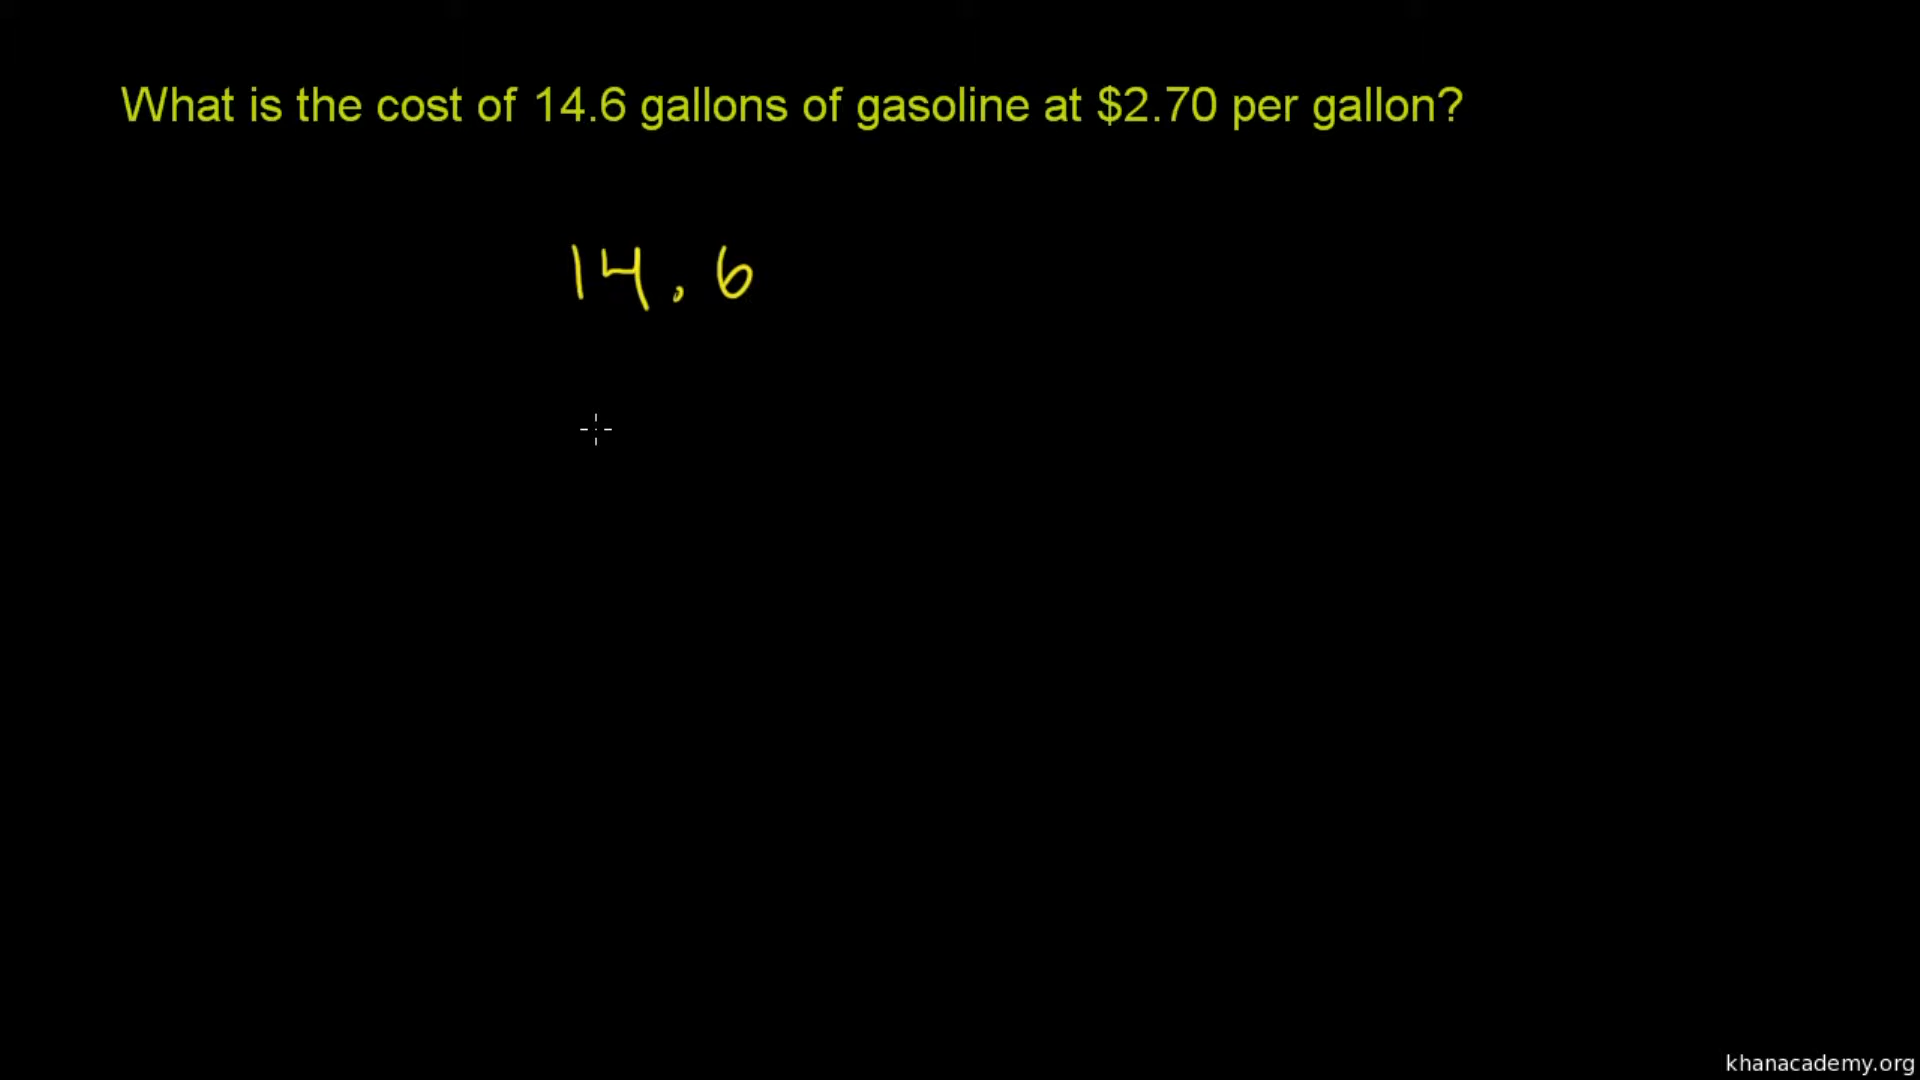 What is the cost of 14.6 gallons of gasoline at $2.70 per gallon?
14.6
khanacademy.org